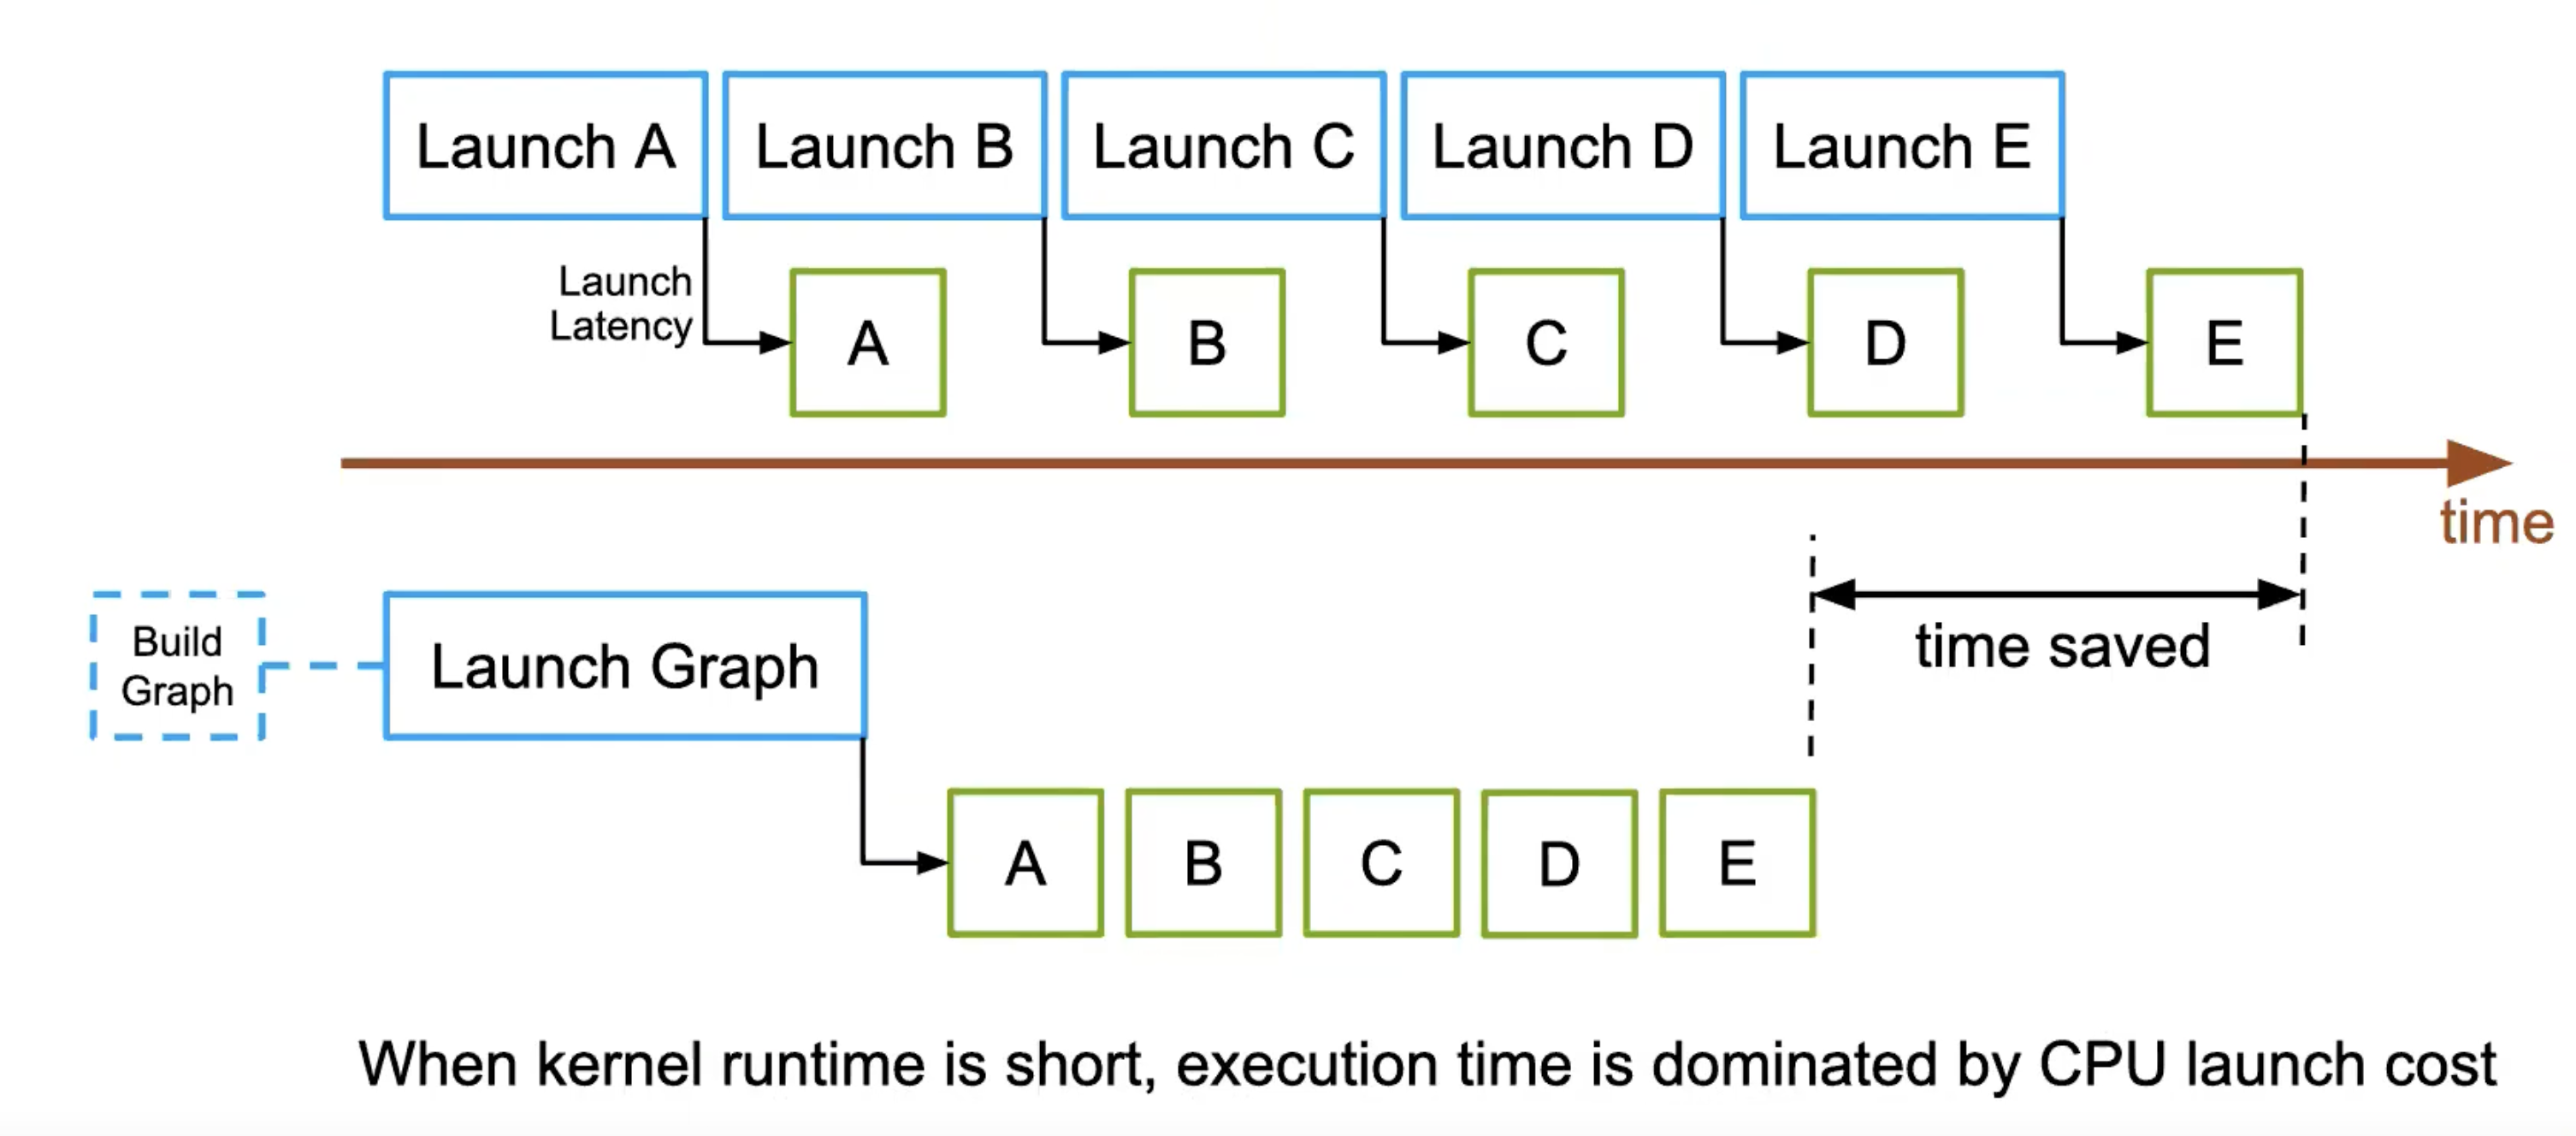 Launch A
Launch B
Launch C
Launch D
Launch E
Launch
Latency
A
B
C
D
E
time
Build
Graph
Launch Graph
time saved
A
B
C
D
E
When kernel runtime is short, execution time is dominated by CPU launch cost